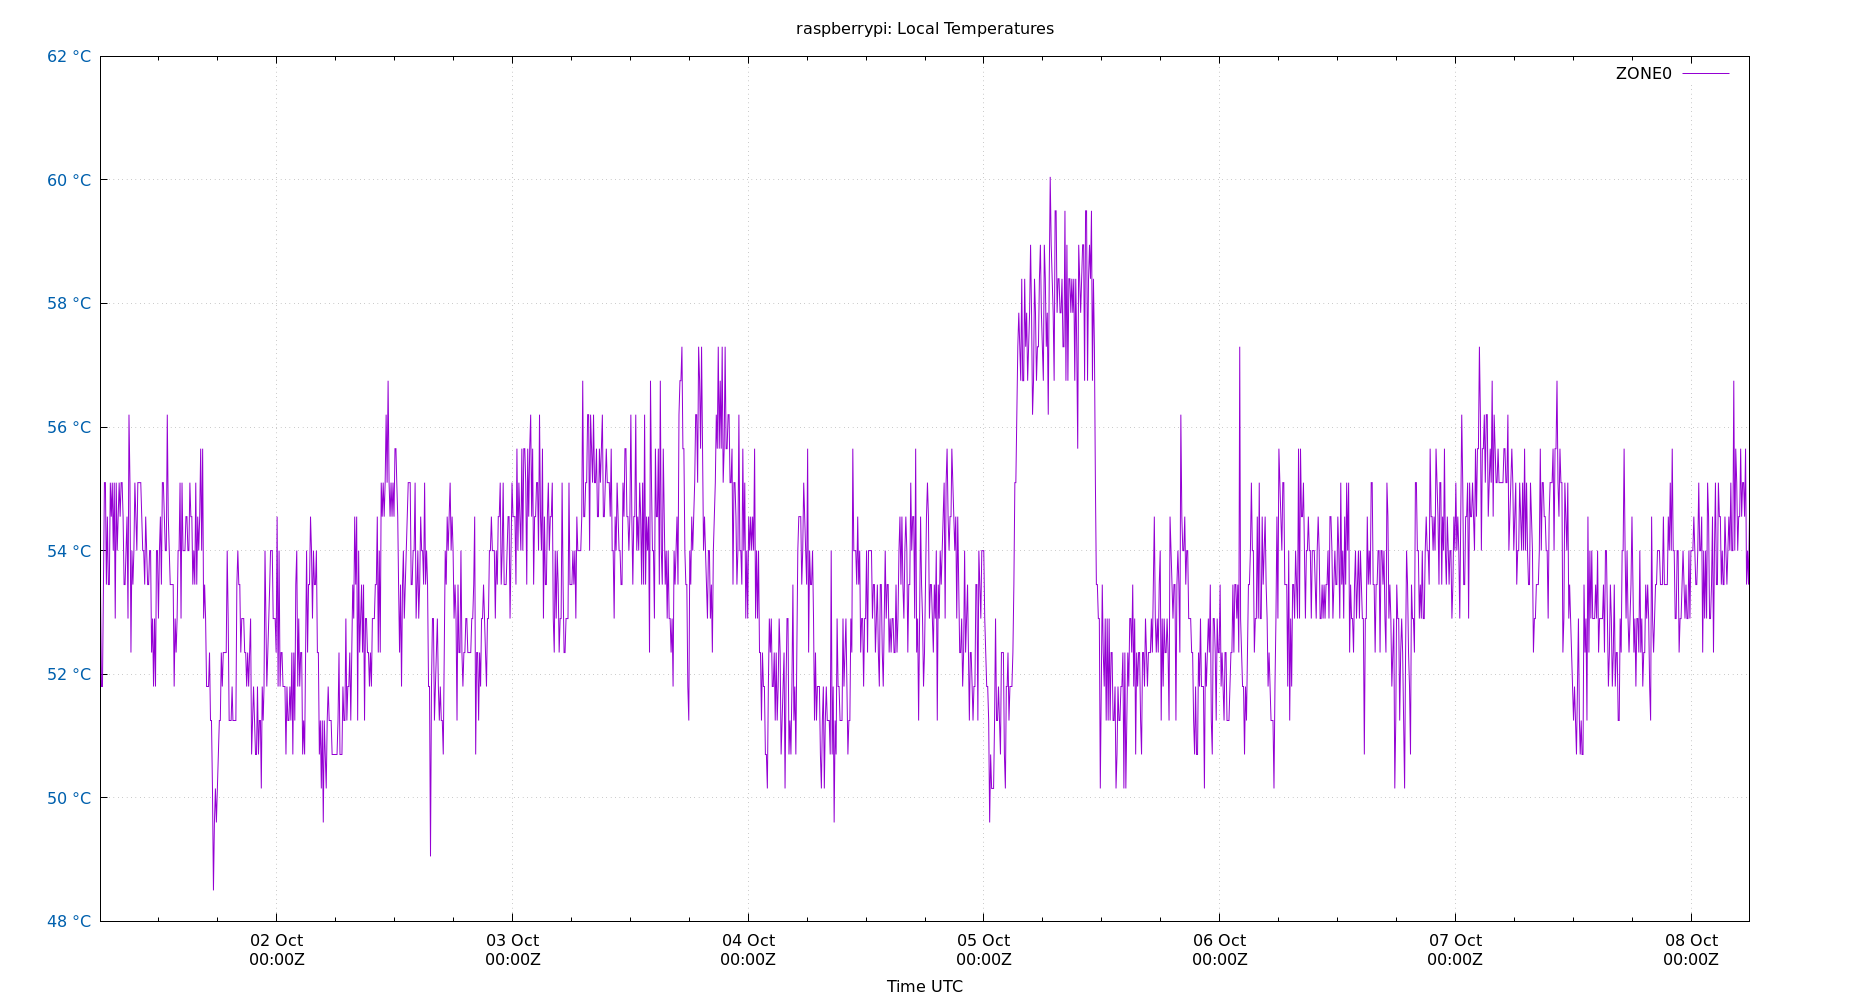 raspberrypi: Local Temperatures
62 °C
ZONE0
60 °C
58 °C
56 °C
54 °C
52 °C
50 °C
48 °C
02 Oct 03 Oct 04 Oct 05 Oct 06 Oct 07 Oct 08 Oct
00:00Z 00:00Z 00:00Z 00:00Z 00:00Z 00:00Z 00:00Z
Time UTC